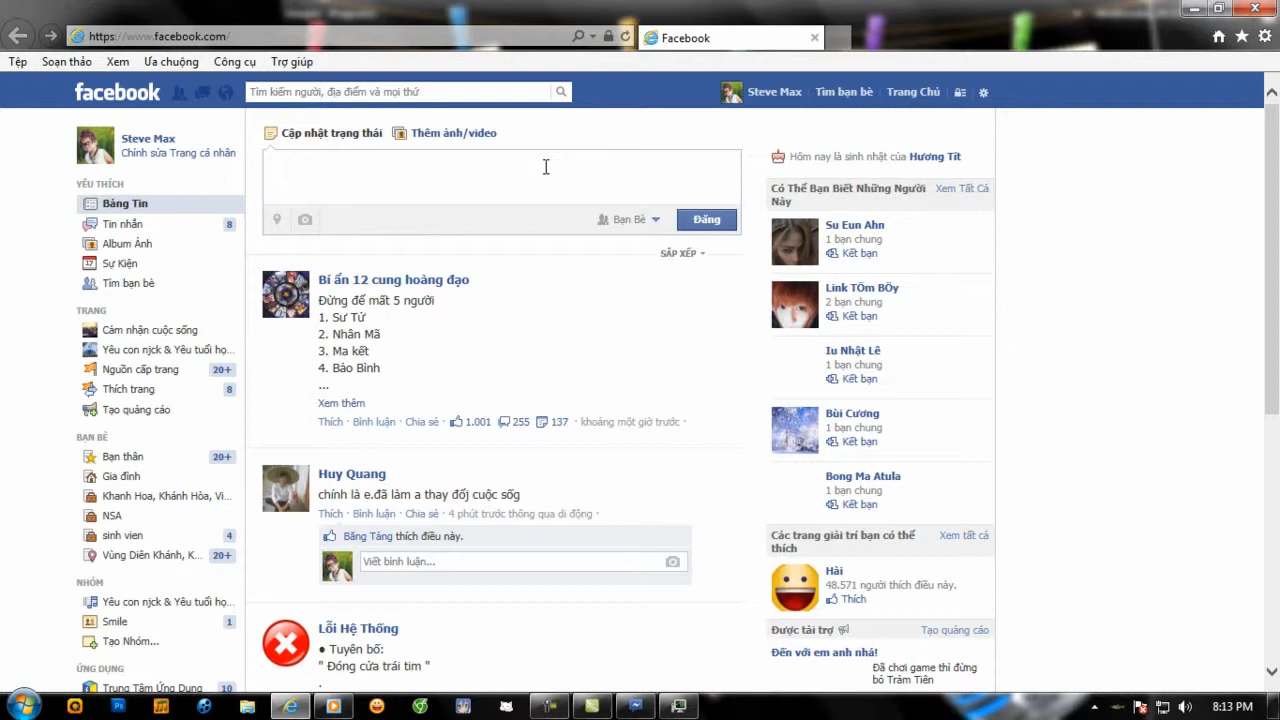 https://www.facebook.com/
Facebook
Tệp Soạn thảo Xem Ưa chuộng Công cụ Trợ giúp
facebook
Tìm kiếm người, địa điểm và mọi thứ
Steve Max Tìm bạn bè Trang Chủ
Steve Max
Chỉnh sửa Trang cá nhân
YÊU THÍCH
Bảng Tin
Tin nhắn 8
Album Ảnh
17 Sự Kiện
Tìm bạn bè
TRANG
Cảm nhận cuộc sống
Yêu con njck & Yêu tuổi họ...
Nguồn cấp trang 20+
Thích trang 8
Tạo quảng cáo
BẠN BÈ
Bạn thân 20+
Gia đình
Khanh Hoa, Khánh Hòa, Vi...
NSA
sinh vien 4
Vùng Diên Khánh, K... 20+
NHÓM
Yêu con njck & Yêu tuổi họ...
Smile 1
Tạo Nhóm...
ỨNG DỤNG
Trung Tâm Ứng Dụng 10
Cập nhật trạng thái Thêm ảnh/video
Bạn Bè Đăng
SẮP XẾP
Bí ẩn 12 cung hoàng đạo
Đừng để mất 5 người
1. Sư Tử
2. Nhân Mã
3. Ma kết
4. Bảo Bình
...
Xem thêm
Thích · Bình luận · Chia sẻ · 1.001 255 137 · khoảng một giờ trước ·
Huy Quang
chính là e.đã làm a thay đổj cuộc sốg
Thích · Bình luận · Chia sẻ · 4 phút trước thông qua di động ·
Băng Tảng thích điều này.
Viết bình luận...
Lỗi Hệ Thống
● Tuyên bố:
" Đóng cửa trái tim "
.
Hôm nay là sinh nhật của Hương Tít
Có Thể Bạn Biết Những Người Này Xem Tất Cả
Su Eun Ahn
1 bạn chung
Kết bạn
Link TÖm BÖy
2 bạn chung
Kết bạn
Iu Nhật Lê
1 bạn chung
Kết bạn
Bùi Cương
1 bạn chung
Kết bạn
Bong Ma Atula
1 bạn chung
Kết bạn
Các trang giải trí bạn có thể thích Xem tất cả
Hài
48.571 người thích điều này.
Thích
Được tài trợ Tạo quảng cáo
Đến với em anh nhá!
Đã chơi game thì đừng
bỏ Trảm Tiên
8:13 PM